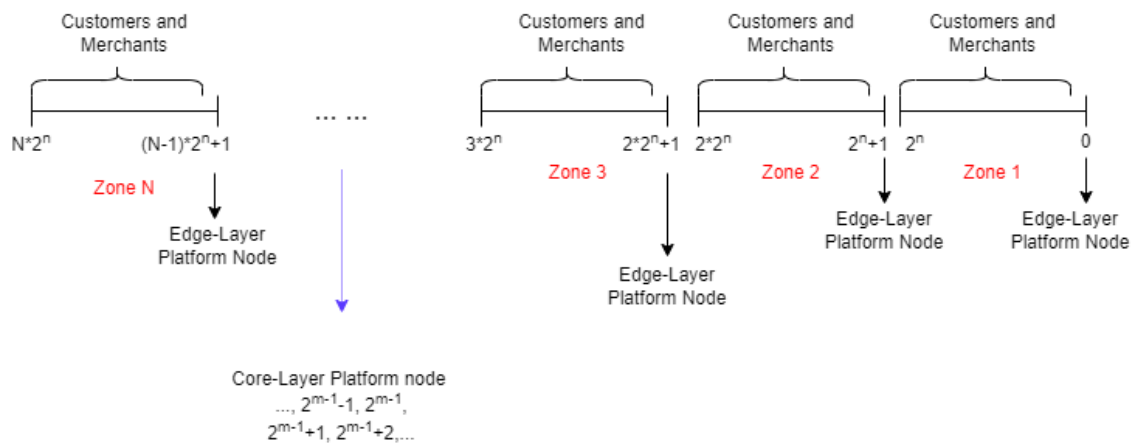 Customers and
Merchants
Customers and
Merchants
Customers and
Merchants
Customers and
Merchants
N*2ⁿ
(N-1)*2ⁿ+1
... ...
3*2ⁿ
2*2ⁿ+1
2*2ⁿ
2ⁿ+1
2ⁿ
0
Zone N
Zone 3
Zone 2
Zone 1
Edge-Layer
Platform Node
Edge-Layer
Platform Node
Edge-Layer
Platform Node
Edge-Layer
Platform Node
Core-Layer Platform node
..., 2ᵐ⁻¹-1, 2ᵐ⁻¹,
2ᵐ⁻¹+1, 2ᵐ⁻¹+2,...